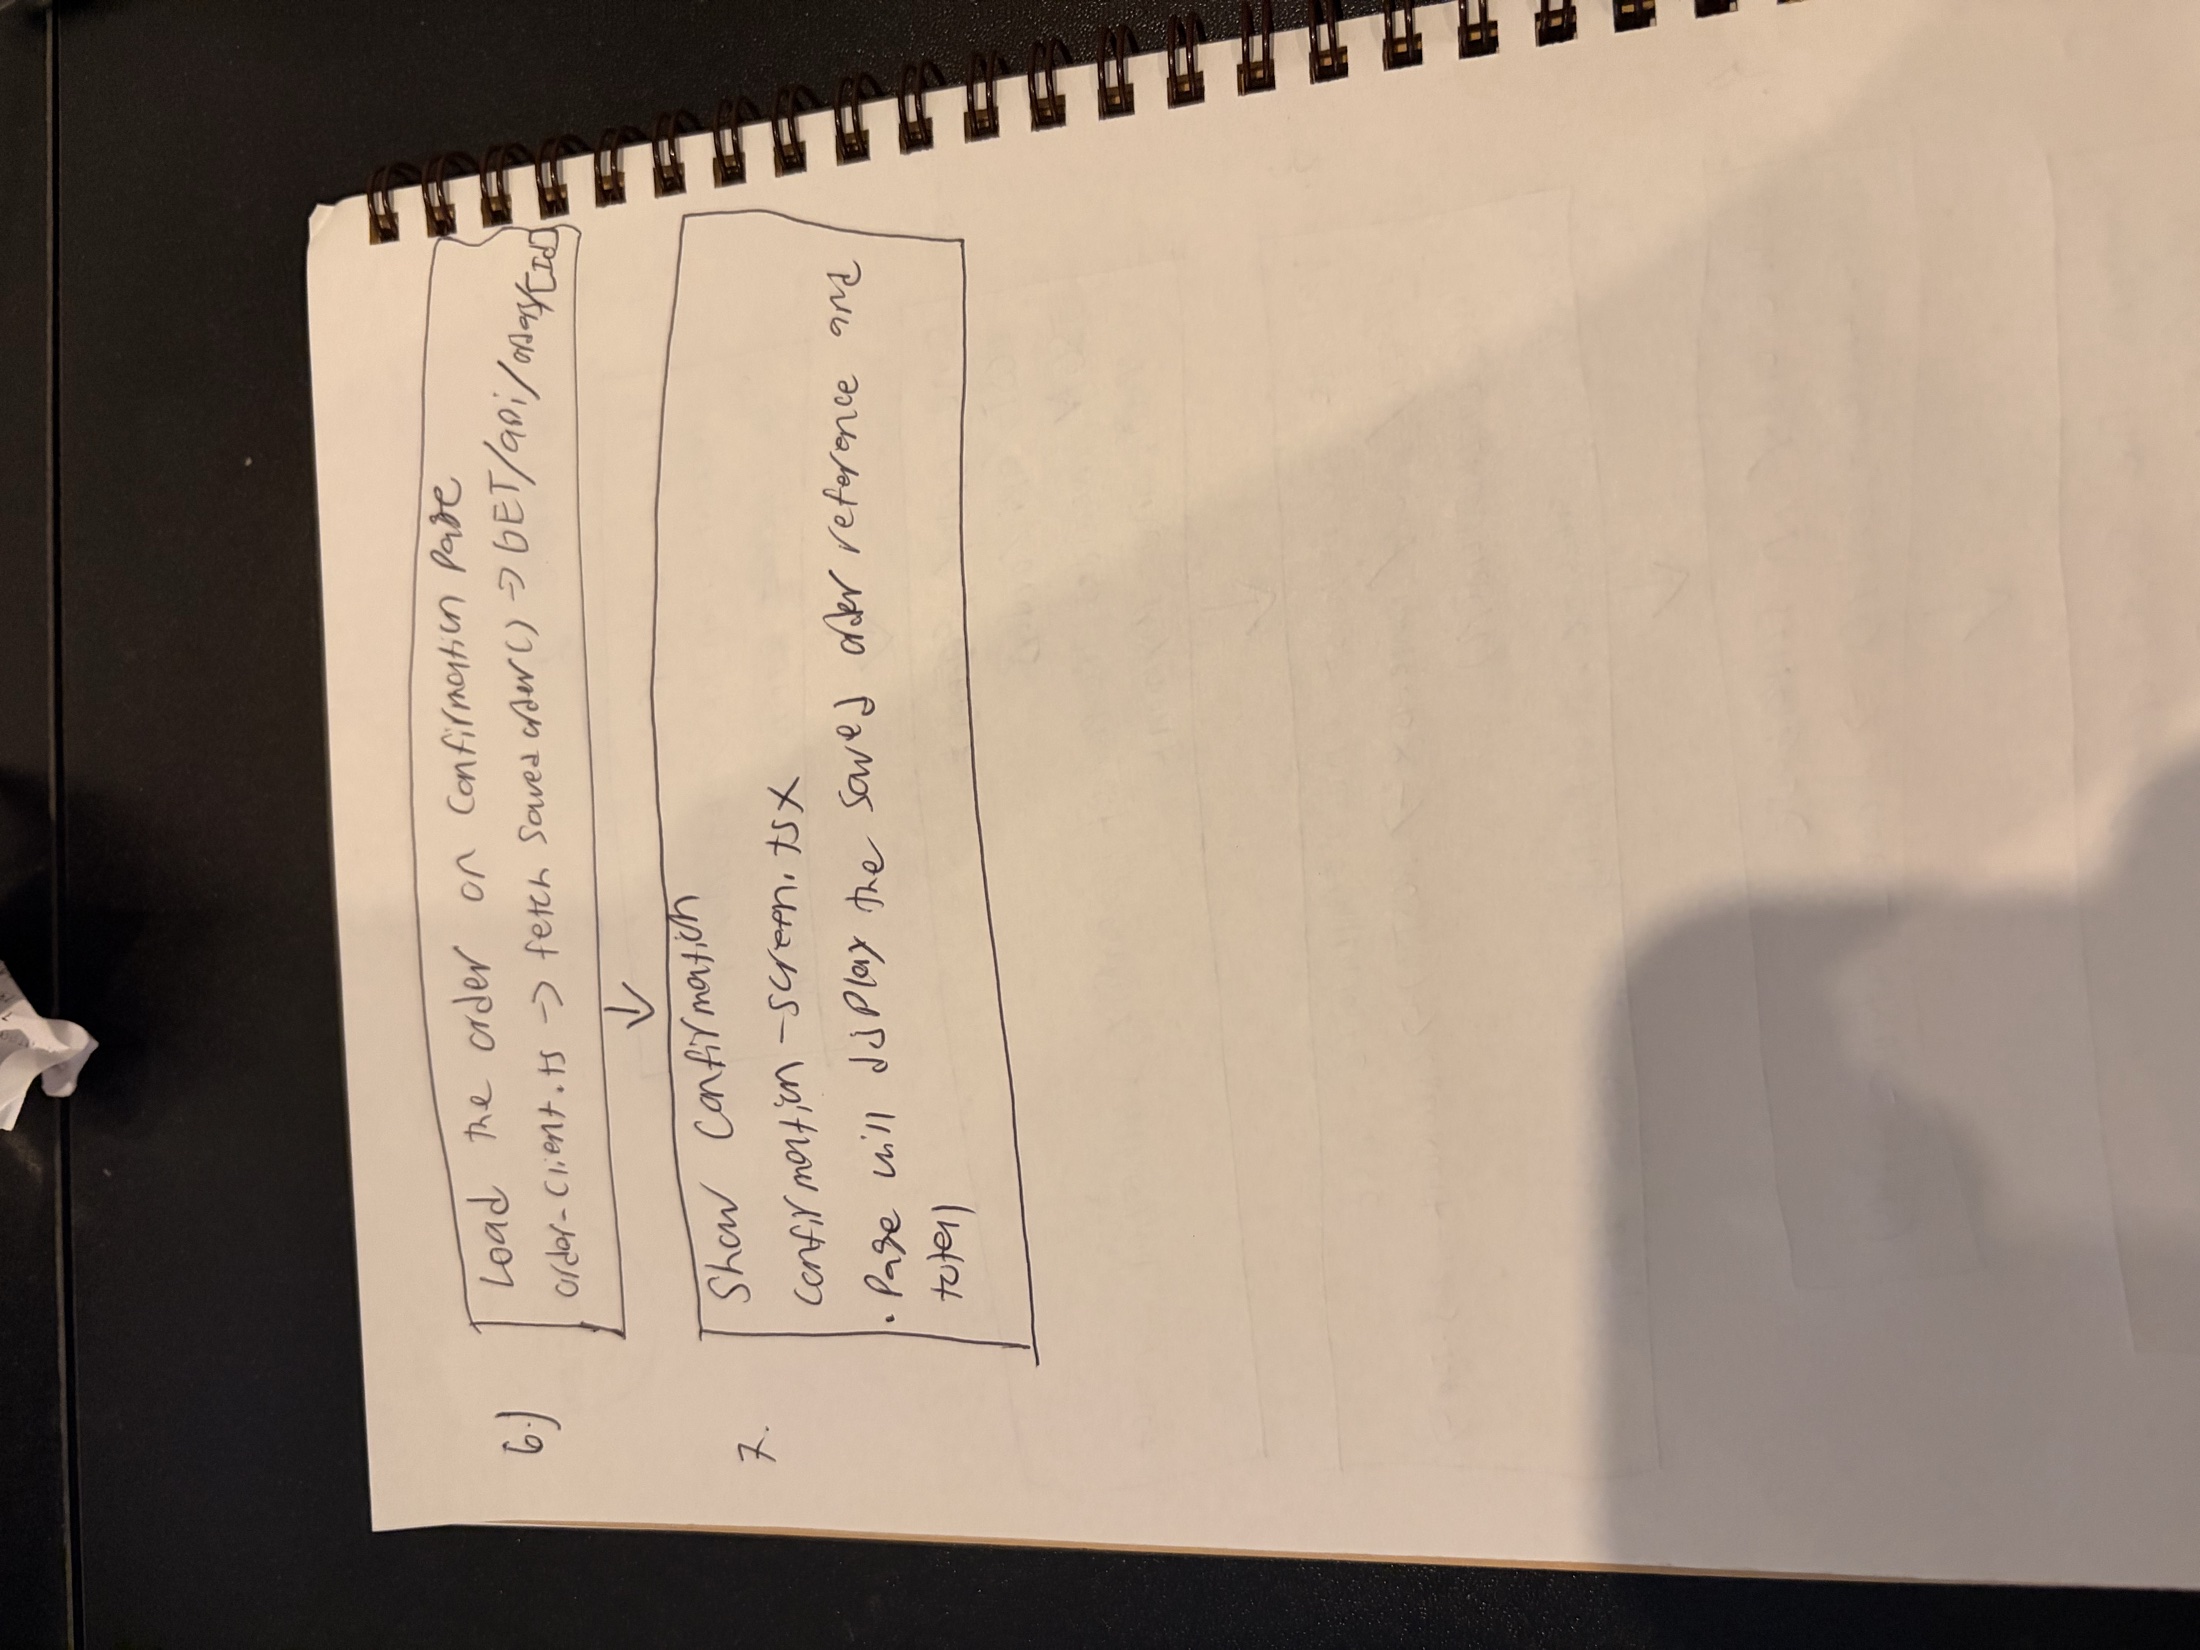 6.)
Load the order on Confirmation Page
order-client.ts → fetch Saved order() → GET/api/orders/[Id]
↓
7.
Show Confirmation
confirmation-screen.tsx
• Page will display the saved order reference and
total